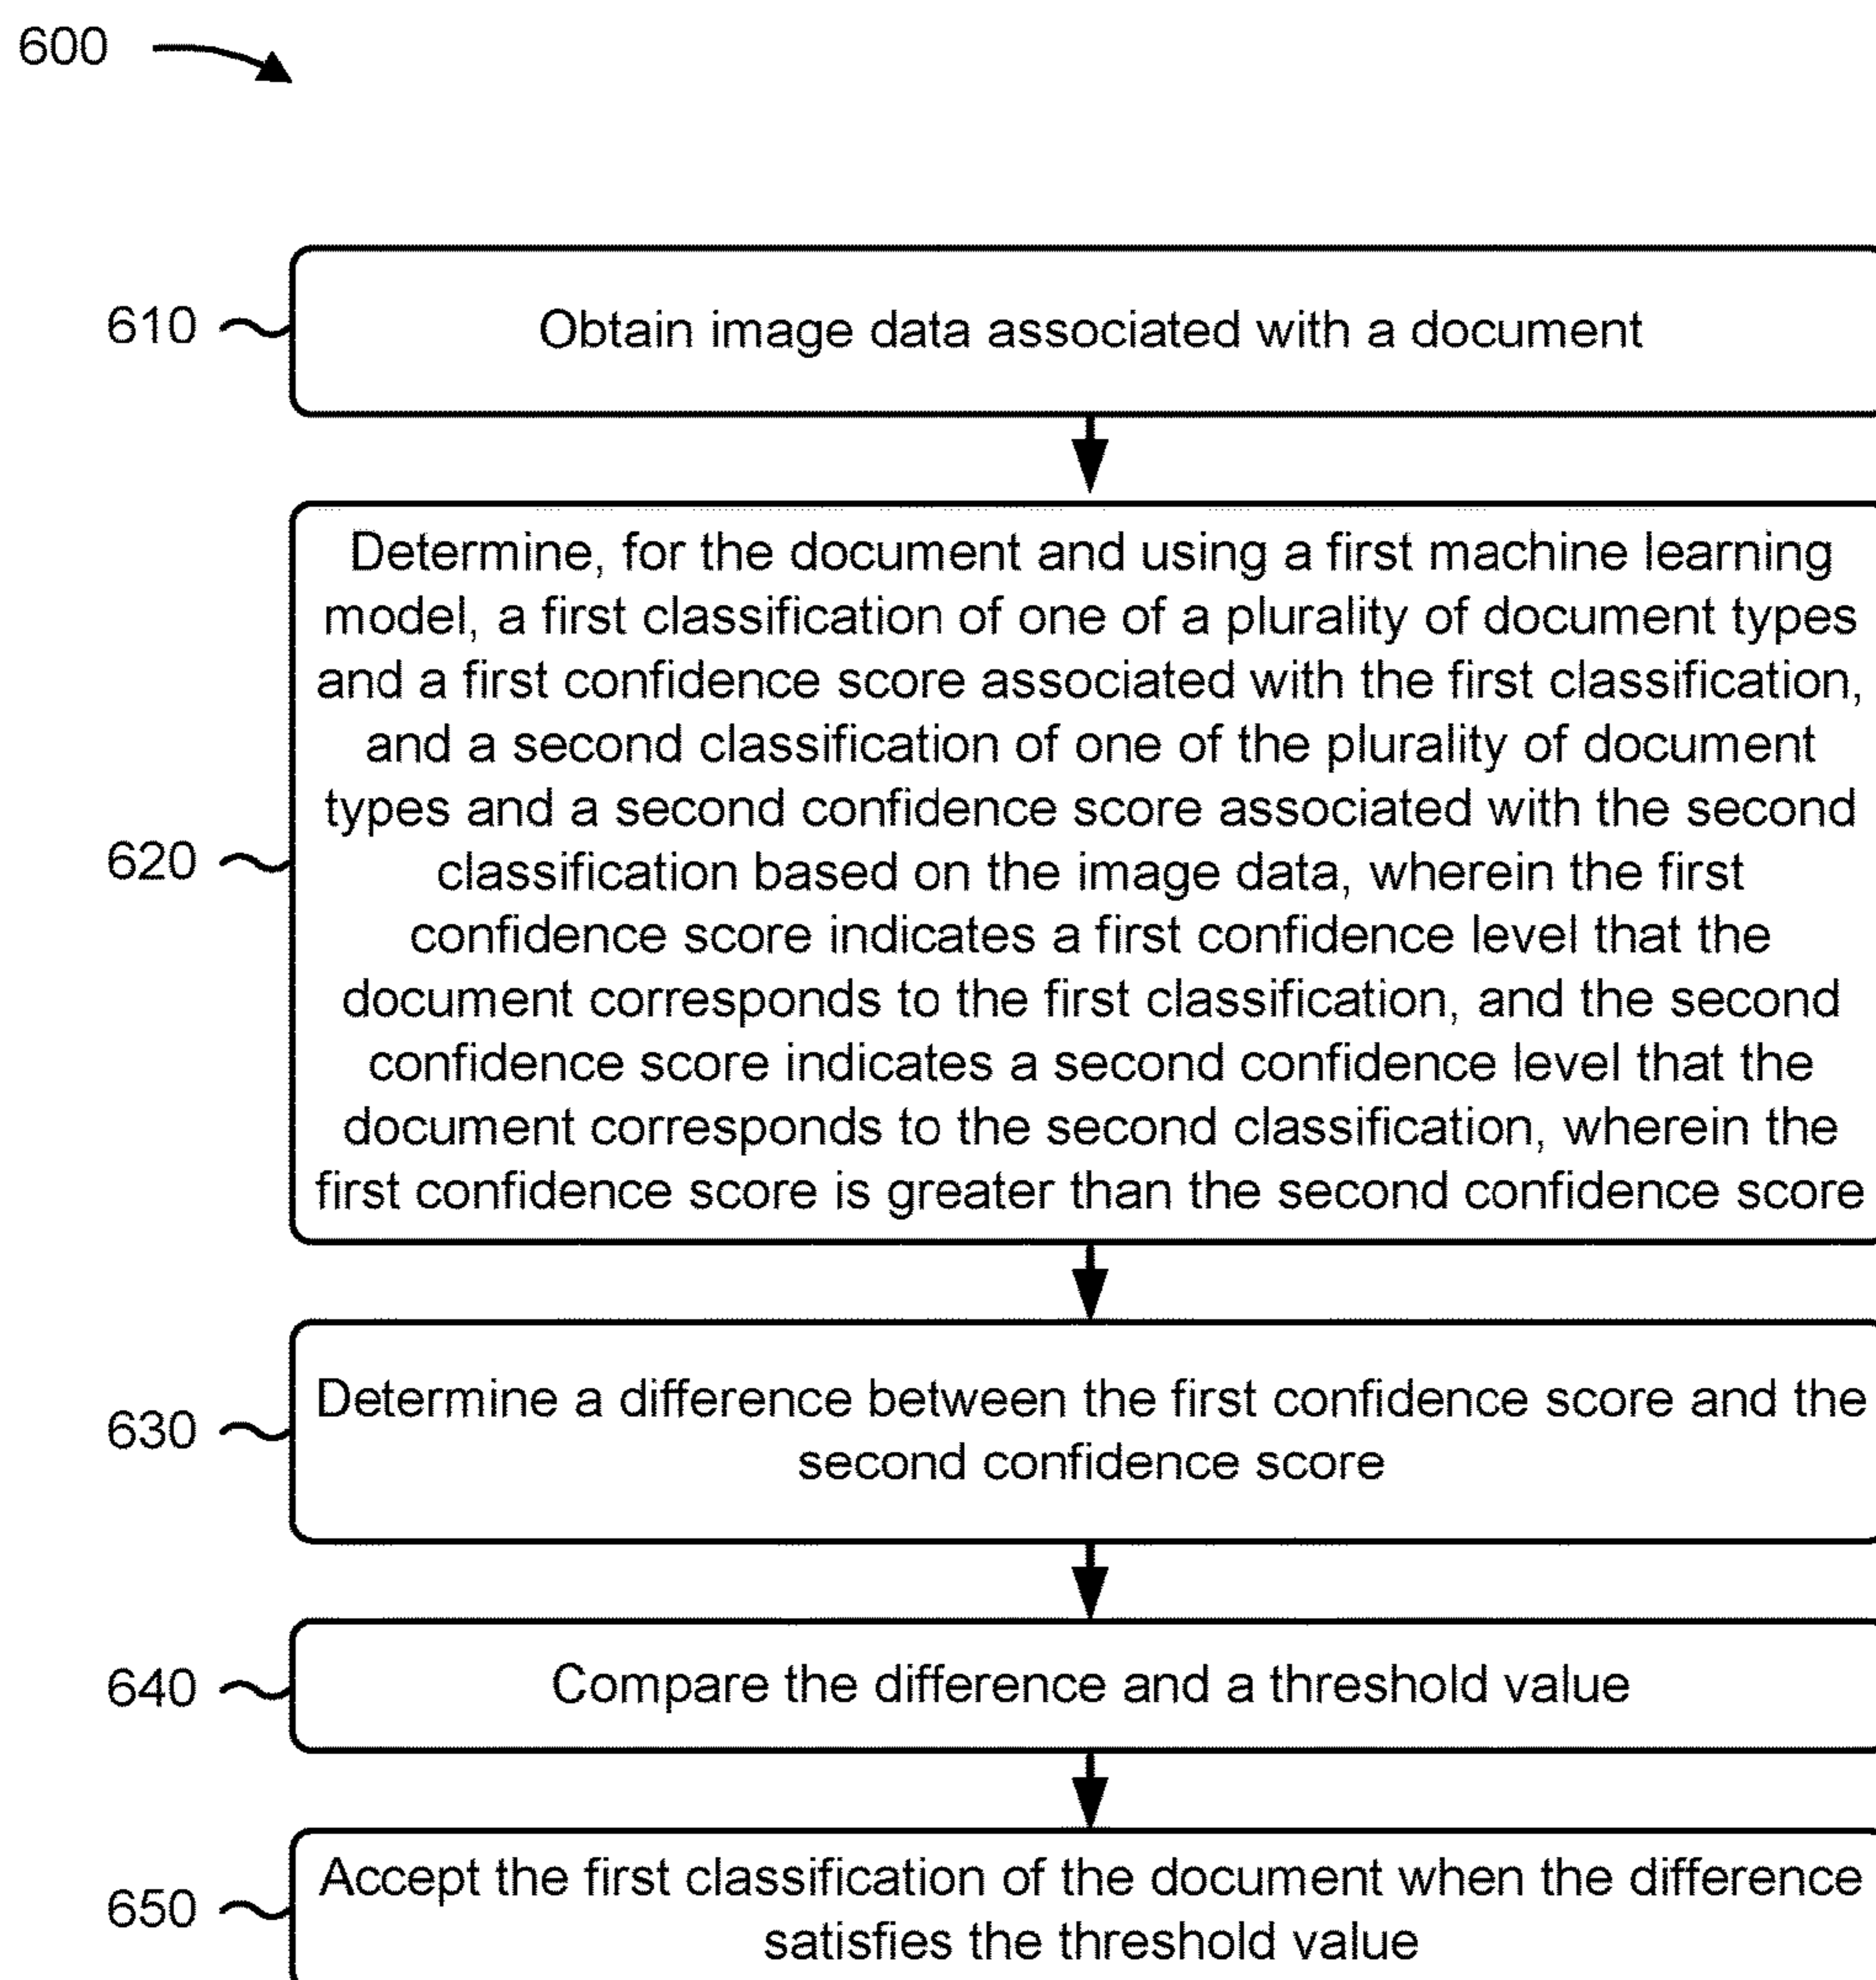 600
610
Obtain image data associated with a document
620
Determine, for the document and using a first machine learning
model, a first classification of one of a plurality of document types
and a first confidence score associated with the first classification,
and a second classification of one of the plurality of document
types and a second confidence score associated with the second
classification based on the image data, wherein the first
confidence score indicates a first confidence level that the
document corresponds to the first classification, and the second
confidence score indicates a second confidence level that the
document corresponds to the second classification, wherein the
first confidence score is greater than the second confidence score
630
Determine a difference between the first confidence score and the
second confidence score
640
Compare the difference and a threshold value
650
Accept the first classification of the document when the difference
satisfies the threshold value